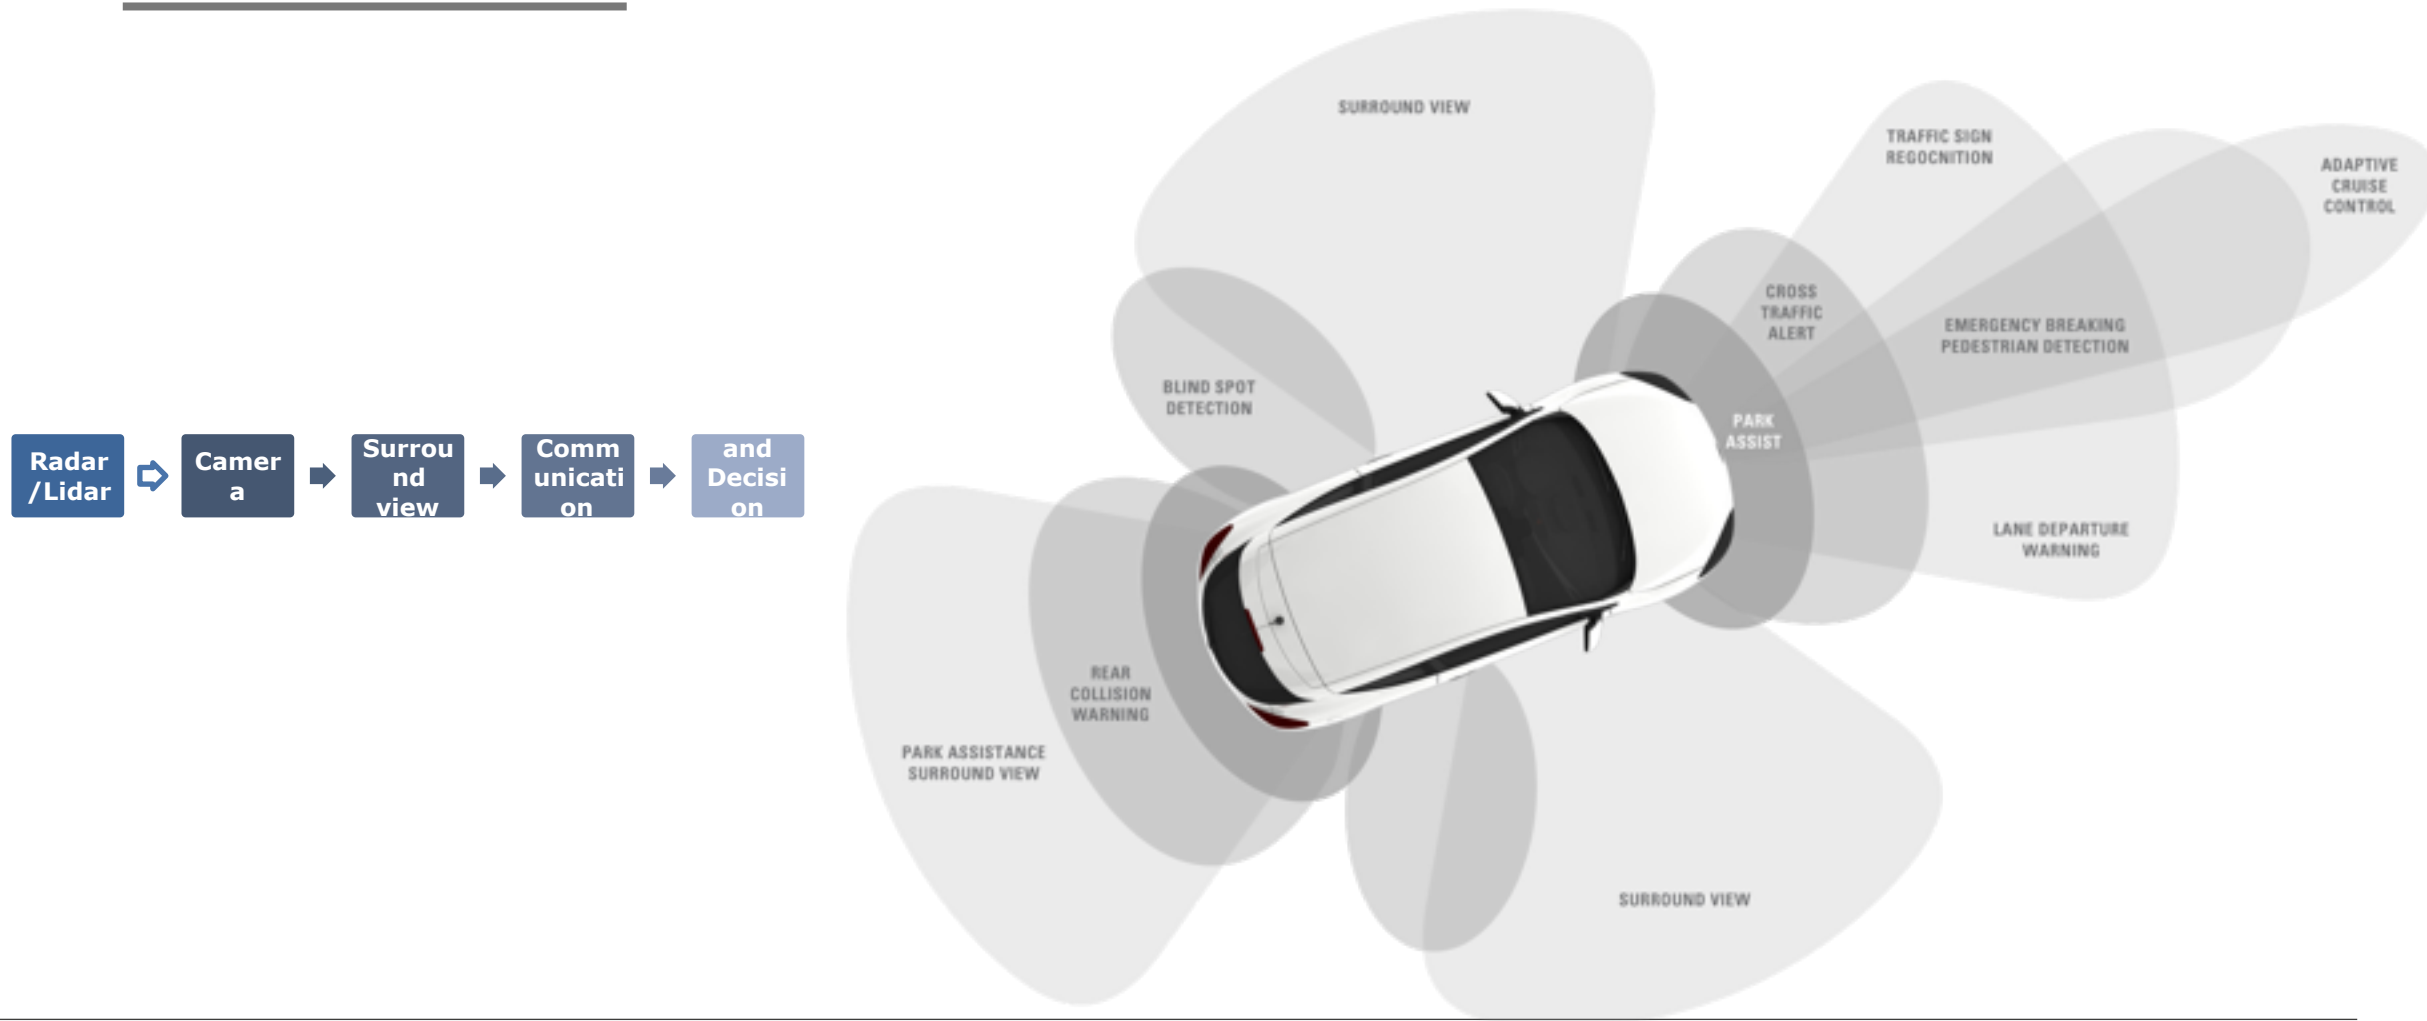 Radar
/Lidar
Camer
a
Surrou
nd
view
Comm
unicati
on
and
Decisi
on
SURROUND VIEW
TRAFFIC SIGN
REGOCNITION
ADAPTIVE
CRUISE
CONTROL
CROSS
TRAFFIC
ALERT
EMERGENCY BREAKING
PEDESTRIAN DETECTION
BLIND SPOT
DETECTION
PARK
ASSIST
LANE DEPARTURE
WARNING
REAR
COLLISION
WARNING
PARK ASSISTANCE
SURROUND VIEW
SURROUND VIEW